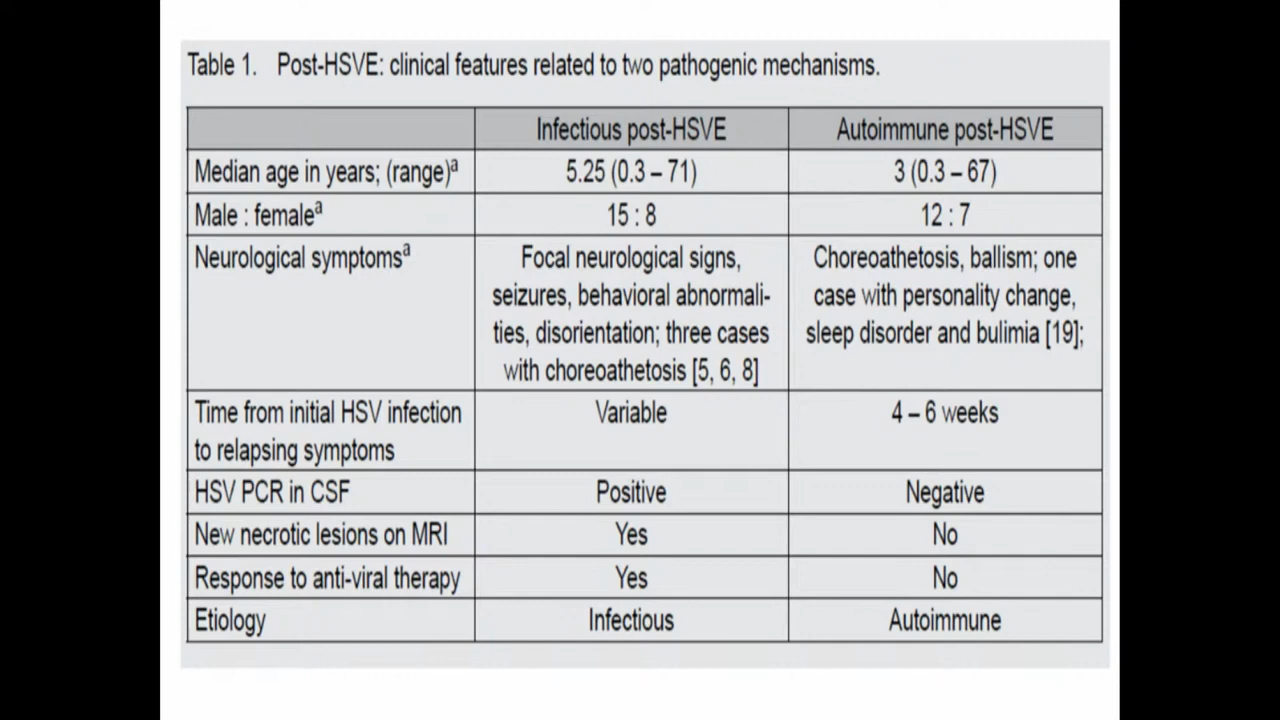 Table 1. Post-HSVE: clinical features related to two pathogenic mechanisms.
Infectious post-HSVE
Autoimmune post-HSVE
Median age in years; (range)a
5.25 (0.3 – 71)
3 (0.3 – 67)
Male : femalea
15 : 8
12 : 7
Neurological symptomsa
Focal neurological signs,
seizures, behavioral abnormali-
ties, disorientation; three cases
with choreoathetosis [5, 6, 8]
Choreoathetosis, ballism; one
case with personality change,
sleep disorder and bulimia [19];
Time from initial HSV infection
to relapsing symptoms
Variable
4 – 6 weeks
HSV PCR in CSF
Positive
Negative
New necrotic lesions on MRI
Yes
No
Response to anti-viral therapy
Yes
No
Etiology
Infectious
Autoimmune